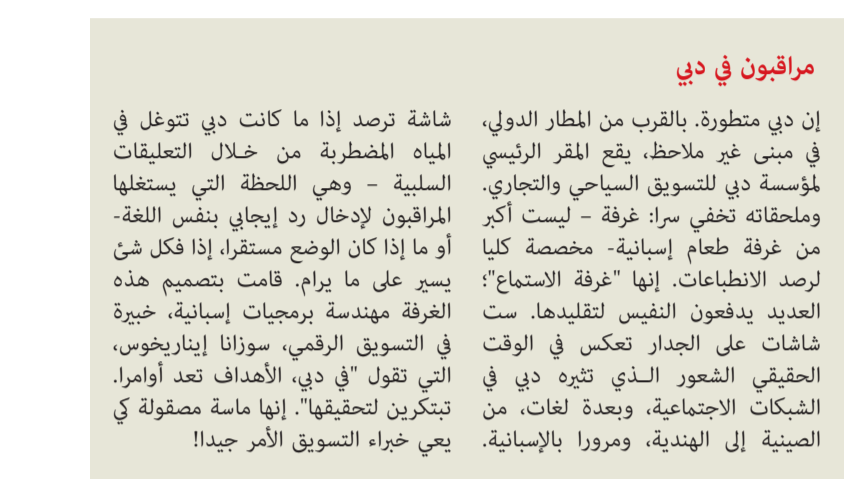 مراقبون في دبي
إن دبي متطورة. بالقرب من المطار الدولي،
في مبنى غير ملاحظ، يقع المقر الرئيسي
لمؤسسة دبي للتسويق السياحي والتجاري.
وملحقاته تخفي سرا: غرفة – ليست أكبر
من غرفة طعام إسبانية- مخصصة كليا
لرصد الانطباعات. إنها "غرفة الاستماع"؛
العديد يدفعون النفيس لتقليدها. ست
شاشات على الجدار تعكس في الوقت
الحقيقي الشعور الــذي تثيره دبي في
الشبكات الاجتماعية، وبعدة لغات، من
الصينية إلى الهندية، ومرورا بالإسبانية.
شاشة ترصد إذا ما كانت دبي تتوغل في
المياه المضطربة من خــلال التعليقات
السلبية – وهي اللحظة التي يستغلها
المراقبون لإدخال رد إيجابي بنفس اللغة-
أو ما إذا كان الوضع مستقرا، إذا فكل شئ
يسير على ما يرام. قامت بتصميم هذه
الغرفة مهندسة برمجيات إسبانية، خبيرة
في التسويق الرقمي، سوزانا إيناريخوس،
التي تقول "في دبي، الأهداف تعد أوامرا.
تبتكرين لتحقيقها". إنها ماسة مصقولة كي
يعي خبراء التسويق الأمر جيدا!